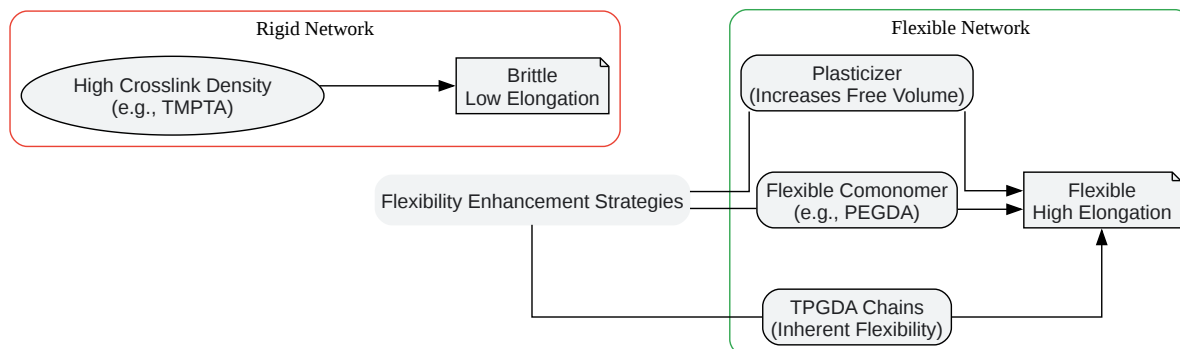 Rigid Network
High Crosslink Density
(e.g., TMPTA)
Brittle
Low Elongation
Flexibility Enhancement Strategies
Flexible Network
Plasticizer
(Increases Free Volume)
Flexible Comonomer
(e.g., PEGDA)
TPGDA Chains
(Inherent Flexibility)
Flexible
High Elongation